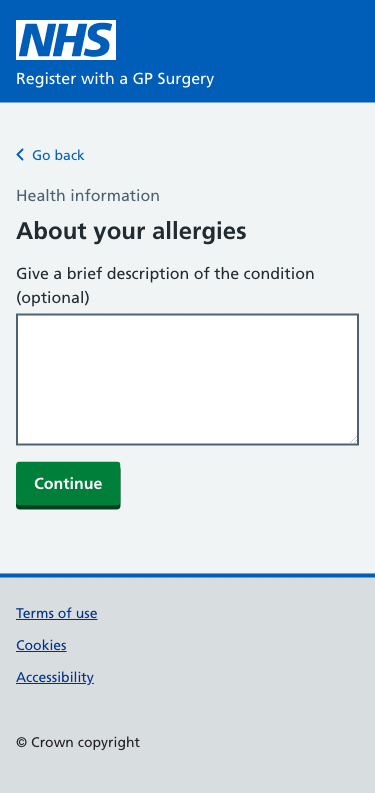 NHS
Register with a GP Surgery
Go back
Health information
About your allergies
Give a brief description of the condition
(optional)
Continue
Terms of use
Cookies
Accessibility
© Crown copyright